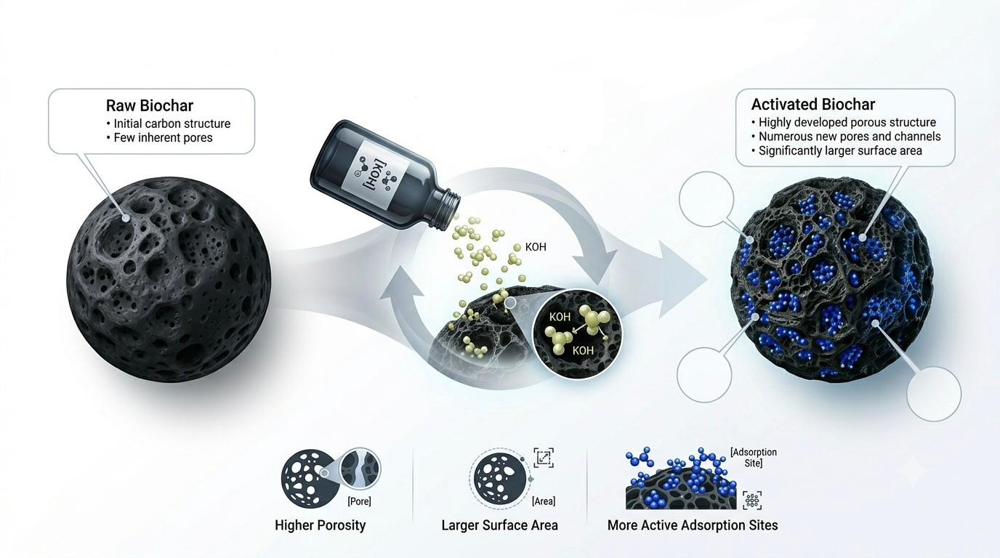 Raw Biochar
• Initial carbon structure
• Few inherent pores
[KOH]
KOH
KOH
KOH
Activated Biochar
• Highly developed porous structure
• Numerous new pores and channels
• Significantly larger surface area
[Pore]
Higher Porosity
[Area]
Larger Surface Area
[Adsorption
Site]
More Active Adsorption Sites